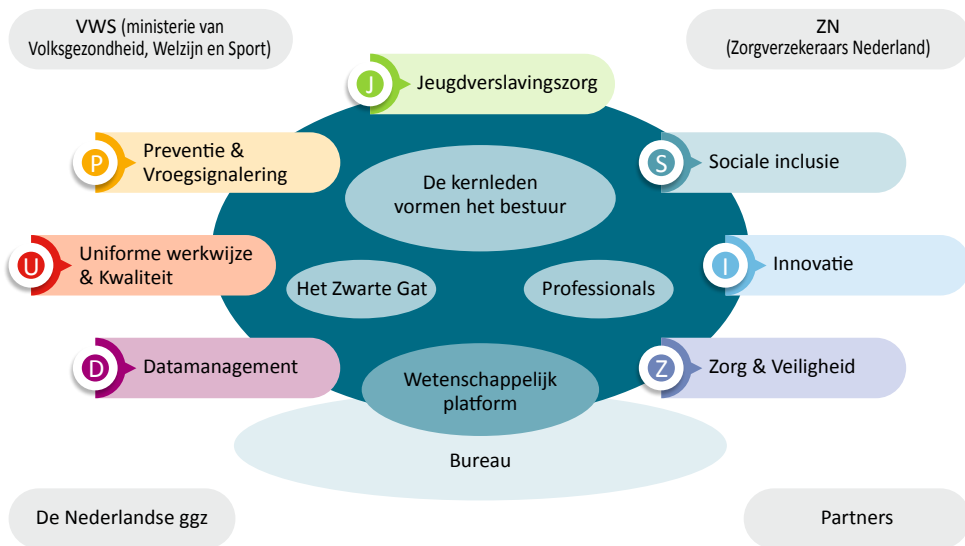 VWS (ministerie van
Volksgezondheid, Welzijn en Sport)
ZN
(Zorgverzekeraars Nederland)
J
Jeugdverslavingszorg
P
Preventie &
Vroegsignalering
S
Sociale inclusie
De kernleden
vormen het bestuur
U
Uniforme werkwijze
& Kwaliteit
I
Innovatie
Het Zwarte Gat
Professionals
D
Datamanagement
Z
Zorg & Veiligheid
Wetenschappelijk
platform
Bureau
De Nederlandse ggz
Partners